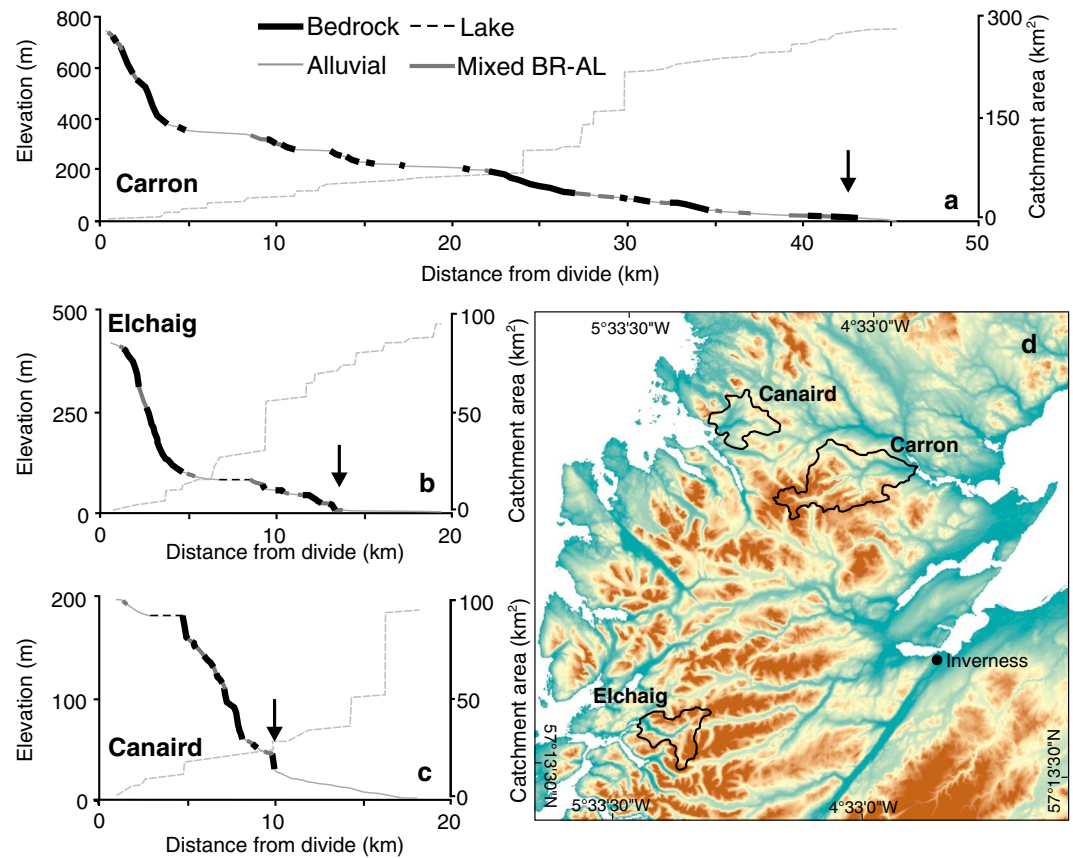 800
600
400
200
0
Elevation (m)
Bedrock
Lake
Alluvial
Mixed BR-AL
Carron
a
300
150
0
Catchment area (km²)
0
10
20
30
40
50
Distance from divide (km)
500
250
0
Elevation (m)
Elchaig
b
100
50
0
Catchment area (km²)
0
5
10
15
20
Distance from divide (km)
200
100
0
Elevation (m)
Canaird
c
100
50
0
Catchment area (km²)
0
5
10
15
20
Distance from divide (km)
5°33'30"W
4°33'0"W
d
Canaird
Carron
Inverness
Elchaig
57°13'30"N
5°33'30"W
4°33'0"W
57°13'30"N